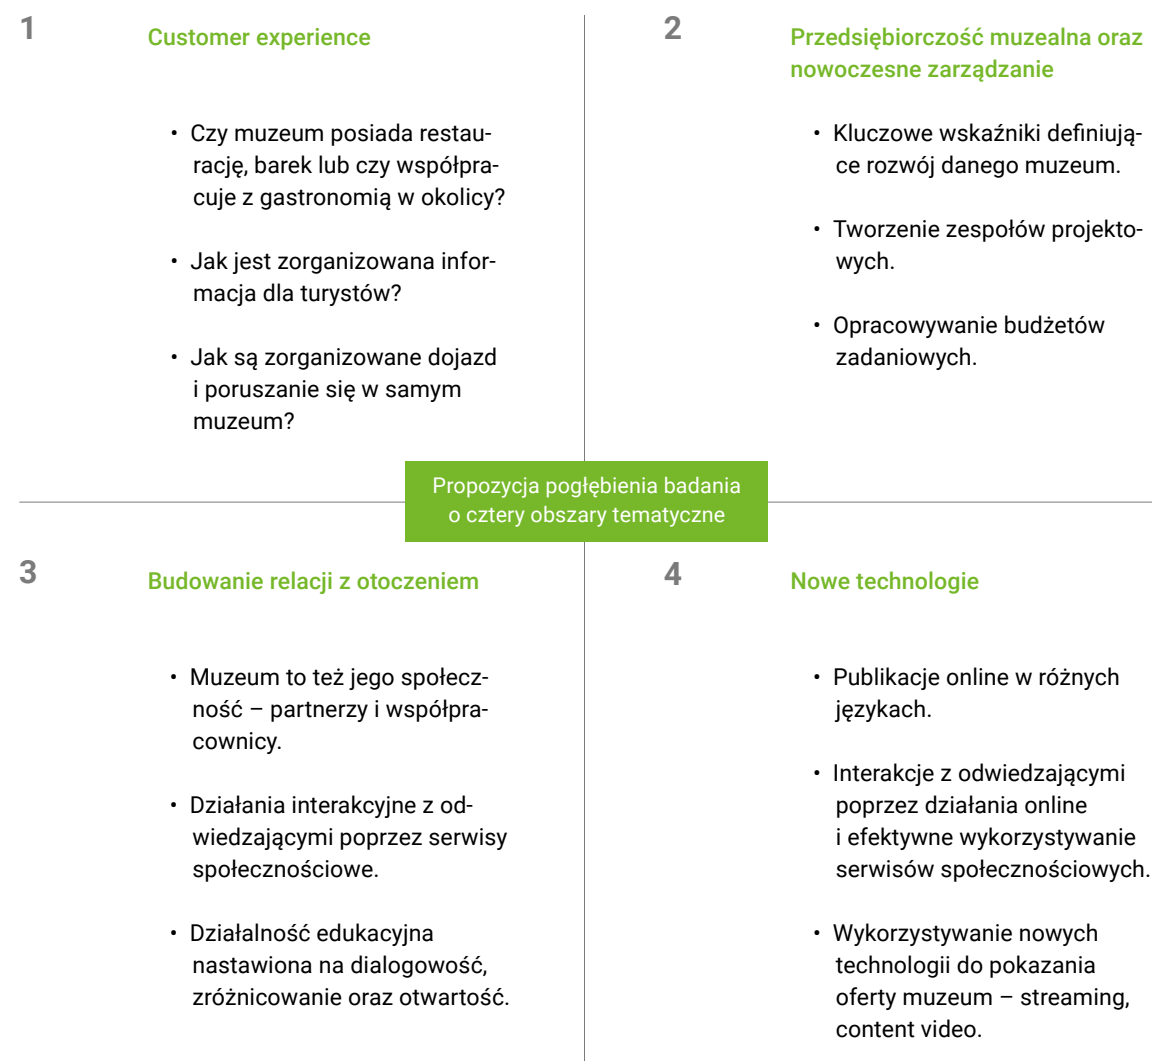 1
Customer experience
• Czy muzeum posiada restau-
rację, barek lub czy współpra-
cuje z gastronomią w okolicy?
• Jak jest zorganizowana infor-
macja dla turystów?
• Jak są zorganizowane dojazd
i poruszanie się w samym
muzeum?
2
Przedsiębiorczość muzealna oraz
nowoczesne zarządzanie
• Kluczowe wskaźniki definiują-
ce rozwój danego muzeum.
• Tworzenie zespołów projekto-
wych.
• Opracowywanie budżetów
zadaniowych.
Propozycja pogłębienia badania
o cztery obszary tematyczne
3
Budowanie relacji z otoczeniem
• Muzeum to też jego społecz-
ność – partnerzy i współpra-
cownicy.
• Działania interakcyjne z od-
wiedzającymi poprzez serwisy
społecznościowe.
• Działalność edukacyjna
nastawiona na dialogowość,
zróżnicowanie oraz otwartość.
4
Nowe technologie
• Publikacje online w różnych
językach.
• Interakcje z odwiedzającymi
poprzez działania online
i efektywne wykorzystywanie
serwisów społecznościowych.
• Wykorzystywanie nowych
technologii do pokazania
oferty muzeum – streaming,
content video.